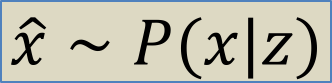 x̂ ~ P(x|z)